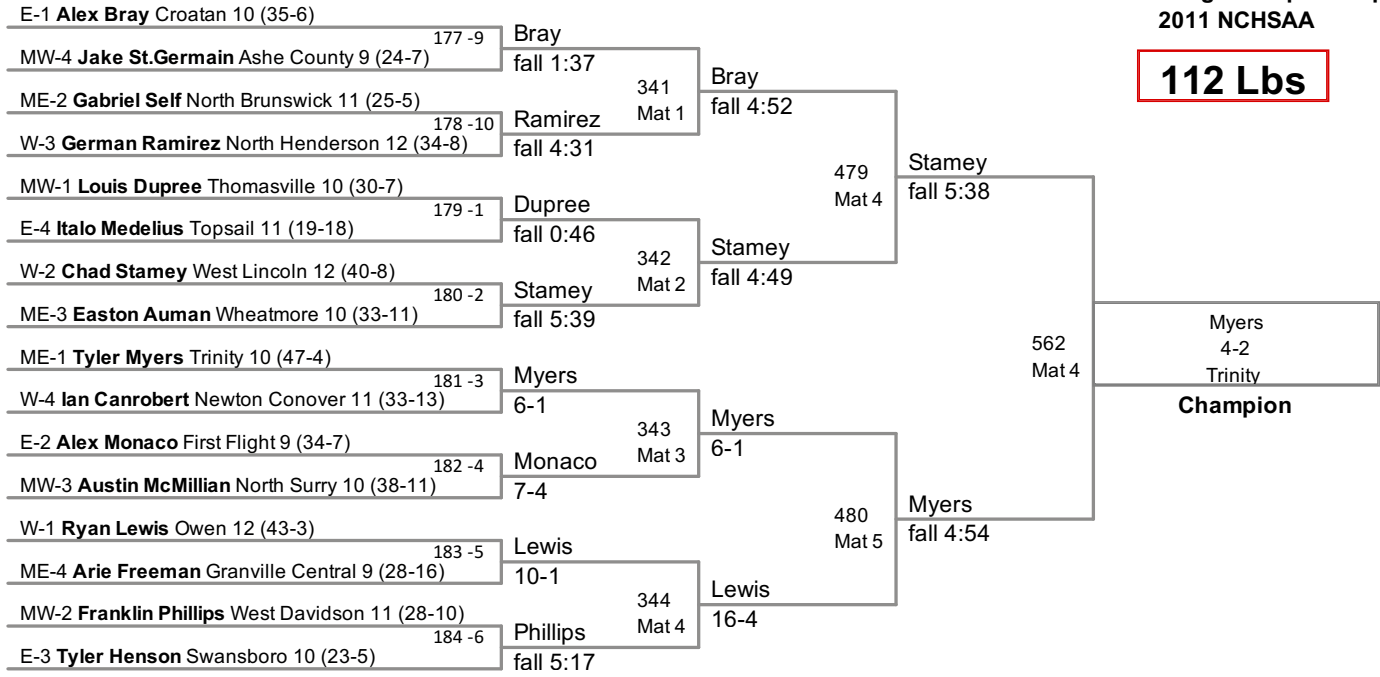 2011 NCHSAA
112 Lbs
E-1 Alex Bray Croatan 10 (35-6)
177 -9
MW-4 Jake St.Germain Ashe County 9 (24-7)
ME-2 Gabriel Self North Brunswick 11 (25-5)
178 -10
W-3 German Ramirez North Henderson 12 (34-8)
MW-1 Louis Dupree Thomasville 10 (30-7)
179 -1
E-4 Italo Medelius Topsail 11 (19-18)
W-2 Chad Stamey West Lincoln 12 (40-8)
180 -2
ME-3 Easton Auman Wheatmore 10 (33-11)
ME-1 Tyler Myers Trinity 10 (47-4)
181 -3
W-4 Ian Canrobert Newton Conover 11 (33-13)
E-2 Alex Monaco First Flight 9 (34-7)
182 -4
MW-3 Austin McMillian North Surry 10 (38-11)
W-1 Ryan Lewis Owen 12 (43-3)
183 -5
ME-4 Arie Freeman Granville Central 9 (28-16)
MW-2 Franklin Phillips West Davidson 11 (28-10)
184 -6
E-3 Tyler Henson Swansboro 10 (23-5)
Bray
fall 1:37
341
Mat 1
Ramirez
fall 4:31
Dupree
fall 0:46
342
Mat 2
Stamey
fall 5:39
Myers
6-1
343
Mat 3
Monaco
7-4
Lewis
10-1
344
Mat 4
Phillips
fall 5:17
Bray
fall 4:52
479
Mat 4
Stamey
fall 4:49
Myers
6-1
480
Mat 5
Lewis
16-4
Stamey
fall 5:38
562
Mat 4
Myers
fall 4:54
Myers
4-2
Trinity
Champion